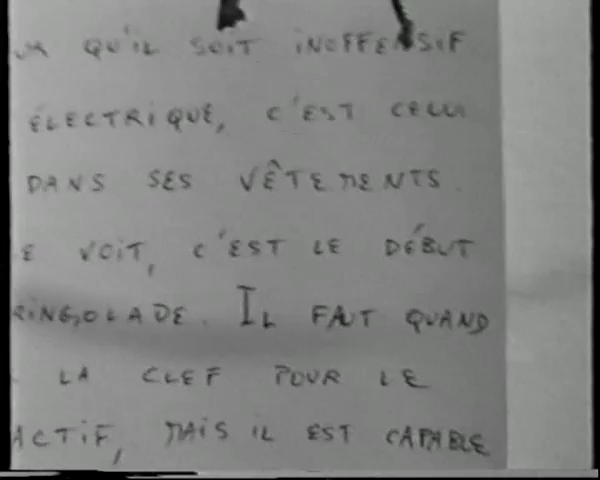 QU'IL SOIT INOFFENSIF
ÉLECTRIQUE, C'EST CELUI
DANS SES VÊTEMENTS
E VOIT, C'EST LE DÉBUT
RINGOLADE. IL FAUT QUAND
LA CLEF POUR LE
ACTIF, MAIS IL EST CAPABLE